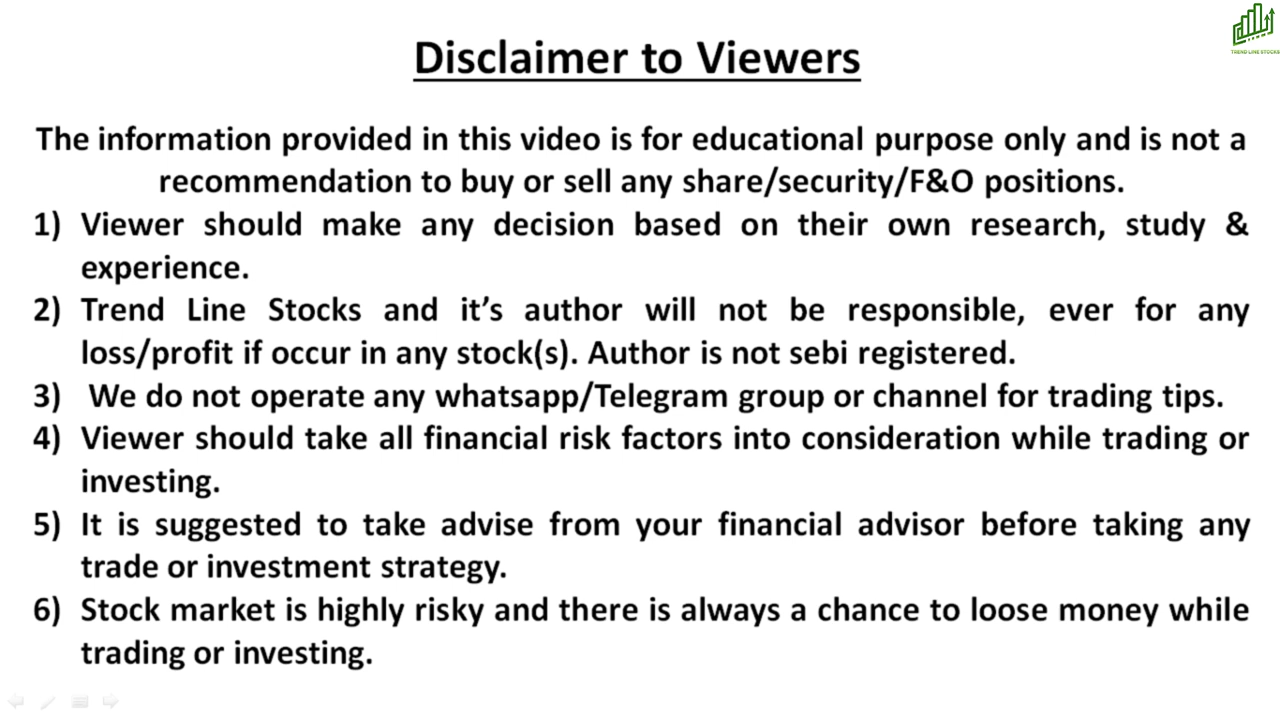 TREND LINE STOCKS
Disclaimer to Viewers
The information provided in this video is for educational purpose only and is not a
recommendation to buy or sell any share/security/F&O positions.
1) Viewer should make any decision based on their own research, study &
experience.
2) Trend Line Stocks and it’s author will not be responsible, ever for any
loss/profit if occur in any stock(s). Author is not sebi registered.
3) We do not operate any whatsapp/Telegram group or channel for trading tips.
4) Viewer should take all financial risk factors into consideration while trading or
investing.
5) It is suggested to take advise from your financial advisor before taking any
trade or investment strategy.
6) Stock market is highly risky and there is always a chance to loose money while
trading or investing.